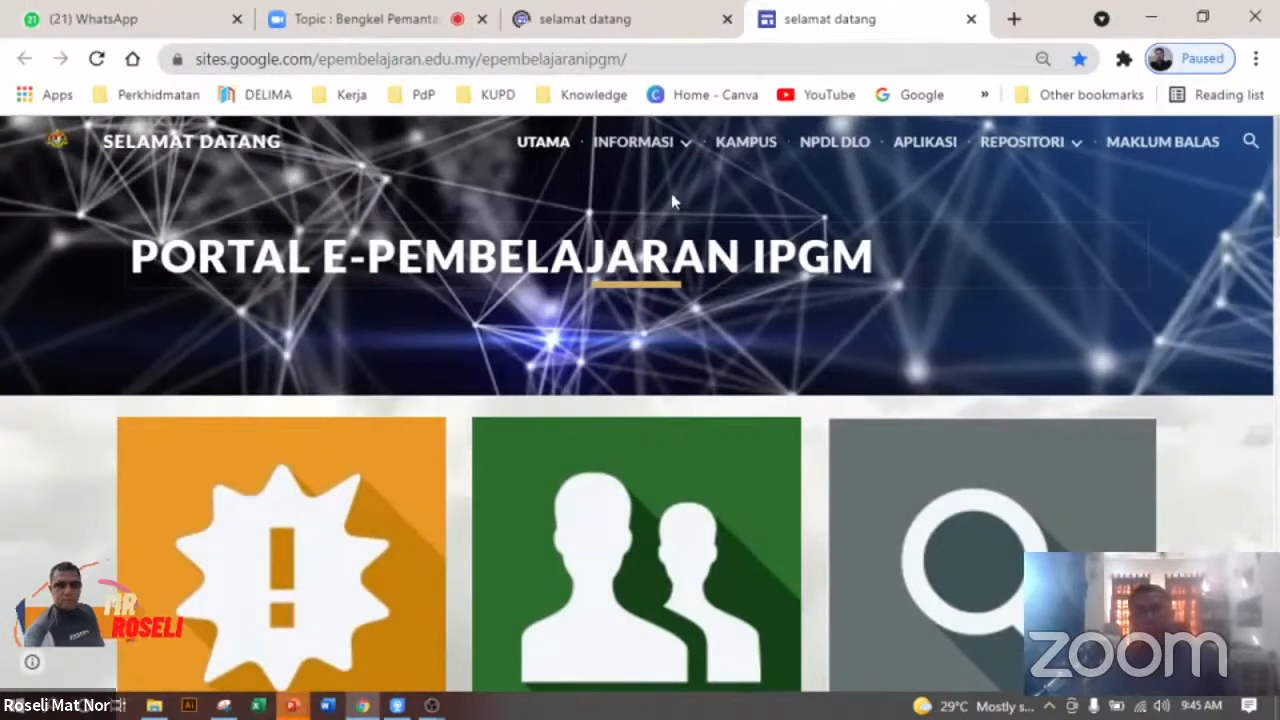 (21) WhatsApp
Topic : Bengkel Pemanta
selamat datang
selamat datang
sites.google.com/epembelajaran.edu.my/epembelajaranipgm/
Paused
Apps
Perkhidmatan
DELIMA
Kerja
PdP
KUPD
Knowledge
Home - Canva
YouTube
Google
»
Other bookmarks
Reading list
SELAMAT DATANG
UTAMA
INFORMASI
KAMPUS
NPDL DLO
APLIKASI
REPOSITORI
MAKLUM BALAS
PORTAL E-PEMBELAJARAN IPGM
MR
ROSELI
zoom
Roseli Mat Nor
29°C Mostly s...
9:45 AM